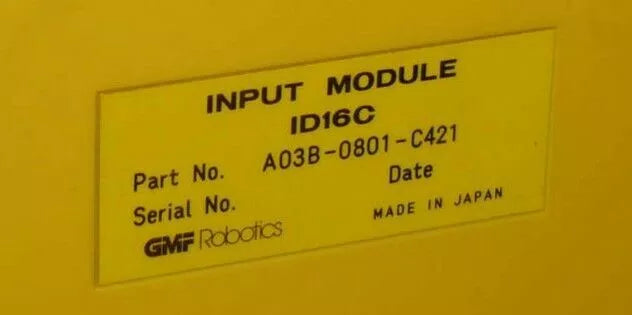 INPUT MODULE
ID16C
Part No. A03B-0801-C421
Serial No. Date
GMF Robotics MADE IN JAPAN